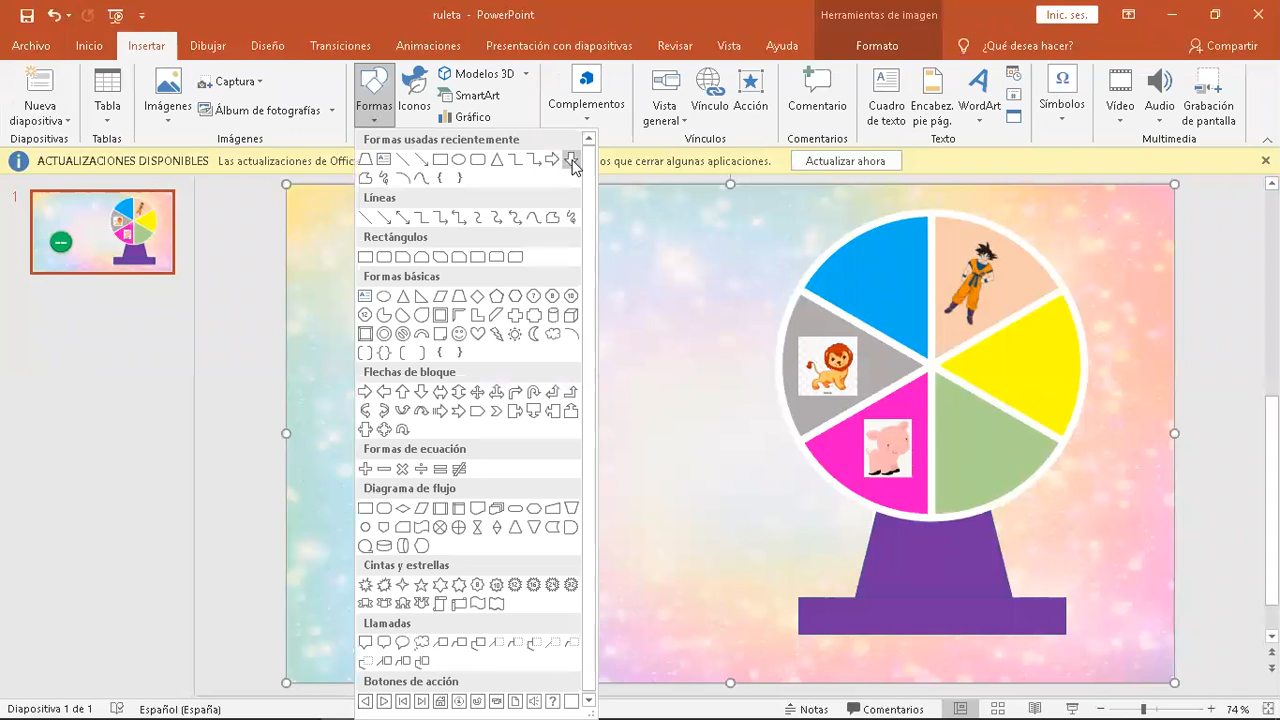 ruleta - PowerPoint
Herramientas de imagen
Inic. ses.
Archivo
Inicio
Insertar
Dibujar
Diseño
Transiciones
Animaciones
Presentación con diapositivas
Revisar
Vista
Ayuda
Formato
¿Qué desea hacer?
Compartir
Nueva
diapositiva
Tabla
Imágenes
Captura
Álbum de fotografías
Formas
Iconos
Modelos 3D
SmartArt
Gráfico
Complementos
Vista
general
Vínculo
Acción
Comentario
Cuadro
de texto
Encabez.
pie pág.
WordArt
Símbolos
Vídeo
Audio
Grabación
de pantalla
Diapositivas
Tablas
Imágenes
Vínculos
Comentarios
Texto
Multimedia
ACTUALIZACIONES DISPONIBLES
Las actualizaciones de Offic
os que cerrar algunas aplicaciones.
Actualizar ahora
1
Formas usadas recientemente
Líneas
Rectángulos
Formas básicas
Flechas de bloque
Formas de ecuación
Diagrama de flujo
Cintas y estrellas
Llamadas
Botones de acción
Diapositiva 1 de 1
Español (España)
Notas
Comentarios
74 %